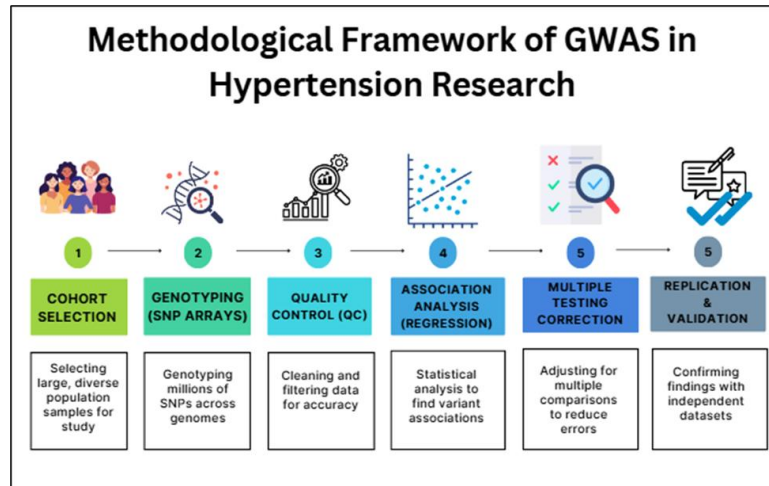 Methodological Framework of GWAS in
Hypertension Research
1
2
3
4
5
5
COHORT
SELECTION
GENOTYPING
(SNP ARRAYS)
QUALITY
CONTROL (QC)
ASSOCIATION
ANALYSIS
(REGRESSION)
MULTIPLE
TESTING
CORRECTION
REPLICATION
&
VALIDATION
Selecting
large, diverse
population
samples for
study
Genotyping
millions of
SNPs across
genomes
Cleaning and
filtering data
for accuracy
Statistical
analysis to
find variant
associations
Adjusting for
multiple
comparisons
to reduce
errors
Confirming
findings with
independent
datasets